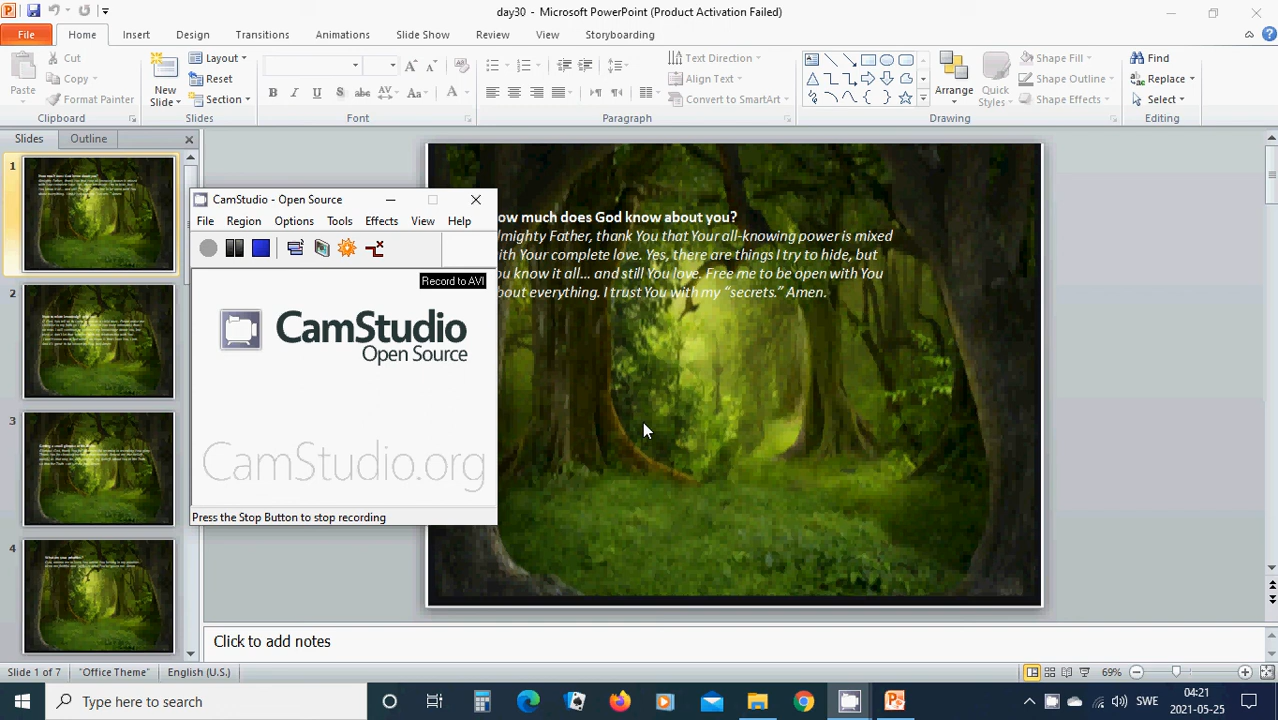 day30 - Microsoft PowerPoint (Product Activation Failed)
File Home Insert Design Transitions Animations Slide Show Review View Storyboarding
Paste
Cut
Copy
Format Painter
Clipboard
New
Slide
Layout
Reset
Section
Slides
B I U S abc AV Aa A
Font
Text Direction
Align Text
Convert to SmartArt
Paragraph
Arrange
Quick
Styles
Shape Fill
Shape Outline
Shape Effects
Drawing
Find
Replace
Select
Editing
Slides Outline
1
2
3
4
CamStudio - Open Source
File Region Options Tools Effects View Help
Record to AVI
CamStudio
Open Source
CamStudio.org
Press the Stop Button to stop recording
ow much does God know about you?
lmighty Father, thank You that Your all-knowing power is mixed
ith Your complete love. Yes, there are things I try to hide, but
ou know it all… and still You love. Free me to be open with You
bout everything. I trust You with my “secrets.” Amen.
Click to add notes
Slide 1 of 7 "Office Theme" English (U.S.) 69%
Type here to search
SWE
04:21
2021-05-25